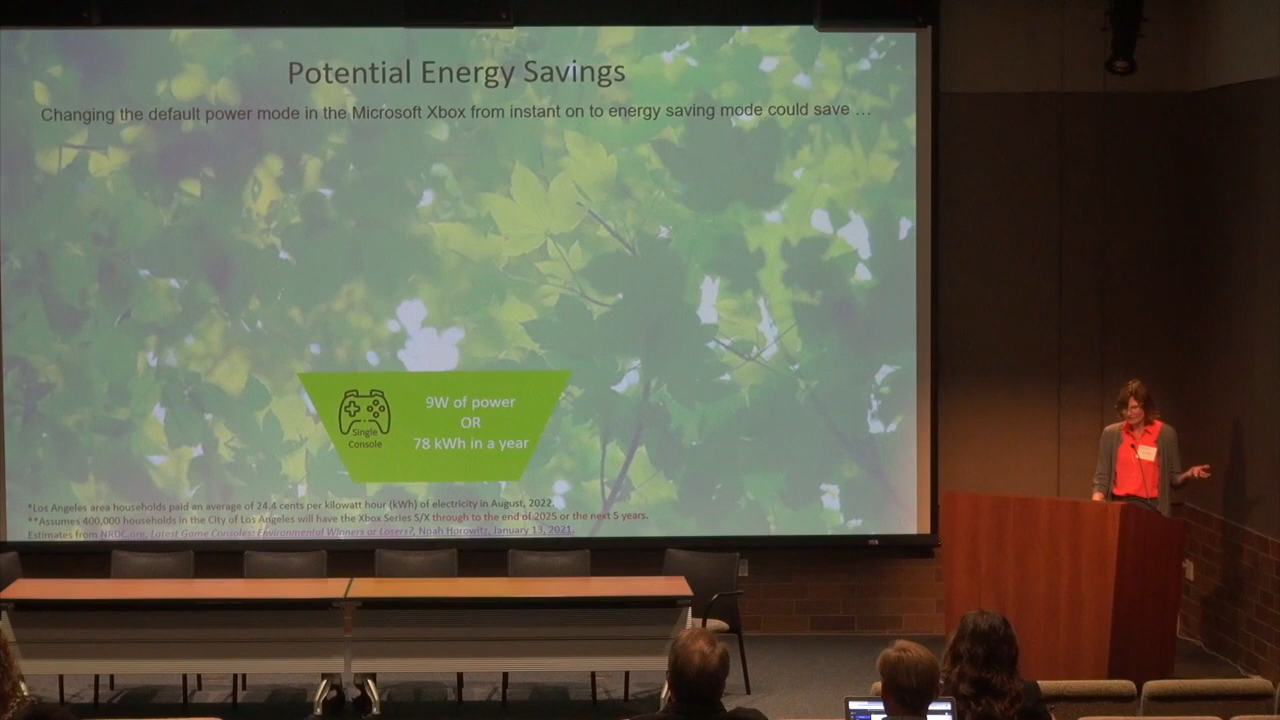 Potential Energy Savings
Changing the default power mode in the Microsoft Xbox from instant on to energy saving mode could save …
9W of power
OR
78 kWh in a year
Single
Console
*Los Angeles area households paid an average of 24.4 cents per kilowatt hour (kWh) of electricity in August, 2022.
**Assumes 400,000 households in the City of Los Angeles will have the Xbox Series S/X through to the end of 2025 or the next 5 years.
Estimates from NRDC.org, Latest Game Consoles: Environmental Winners or Losers?, Noah Horowitz, January 13, 2021.